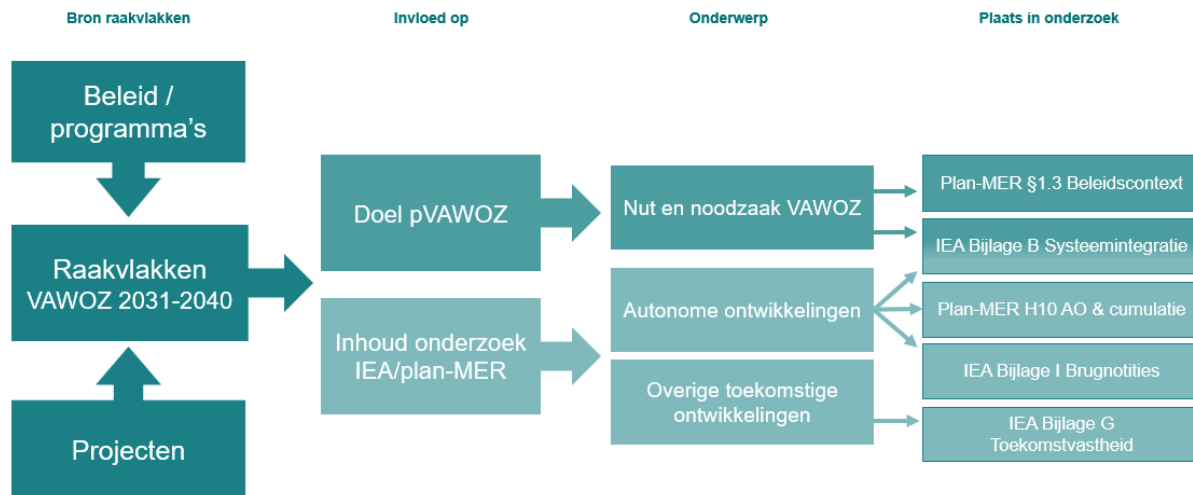 Bron raakvlakken
Invloed op
Onderwerp
Plaats in onderzoek
Beleid /
programma's
Raakvlakken
VAWOZ 2031-2040
Projecten
Doel pVAWOZ
Inhoud onderzoek
IEA/plan-MER
Nut en noodzaak VAWOZ
Autonome ontwikkelingen
Overige toekomstige
ontwikkelingen
Plan-MER §1.3 Beleidscontext
IEA Bijlage B Systeemintegratie
Plan-MER H10 AO & cumulatie
IEA Bijlage I Brugnotities
IEA Bijlage G
Toekomstvastheid